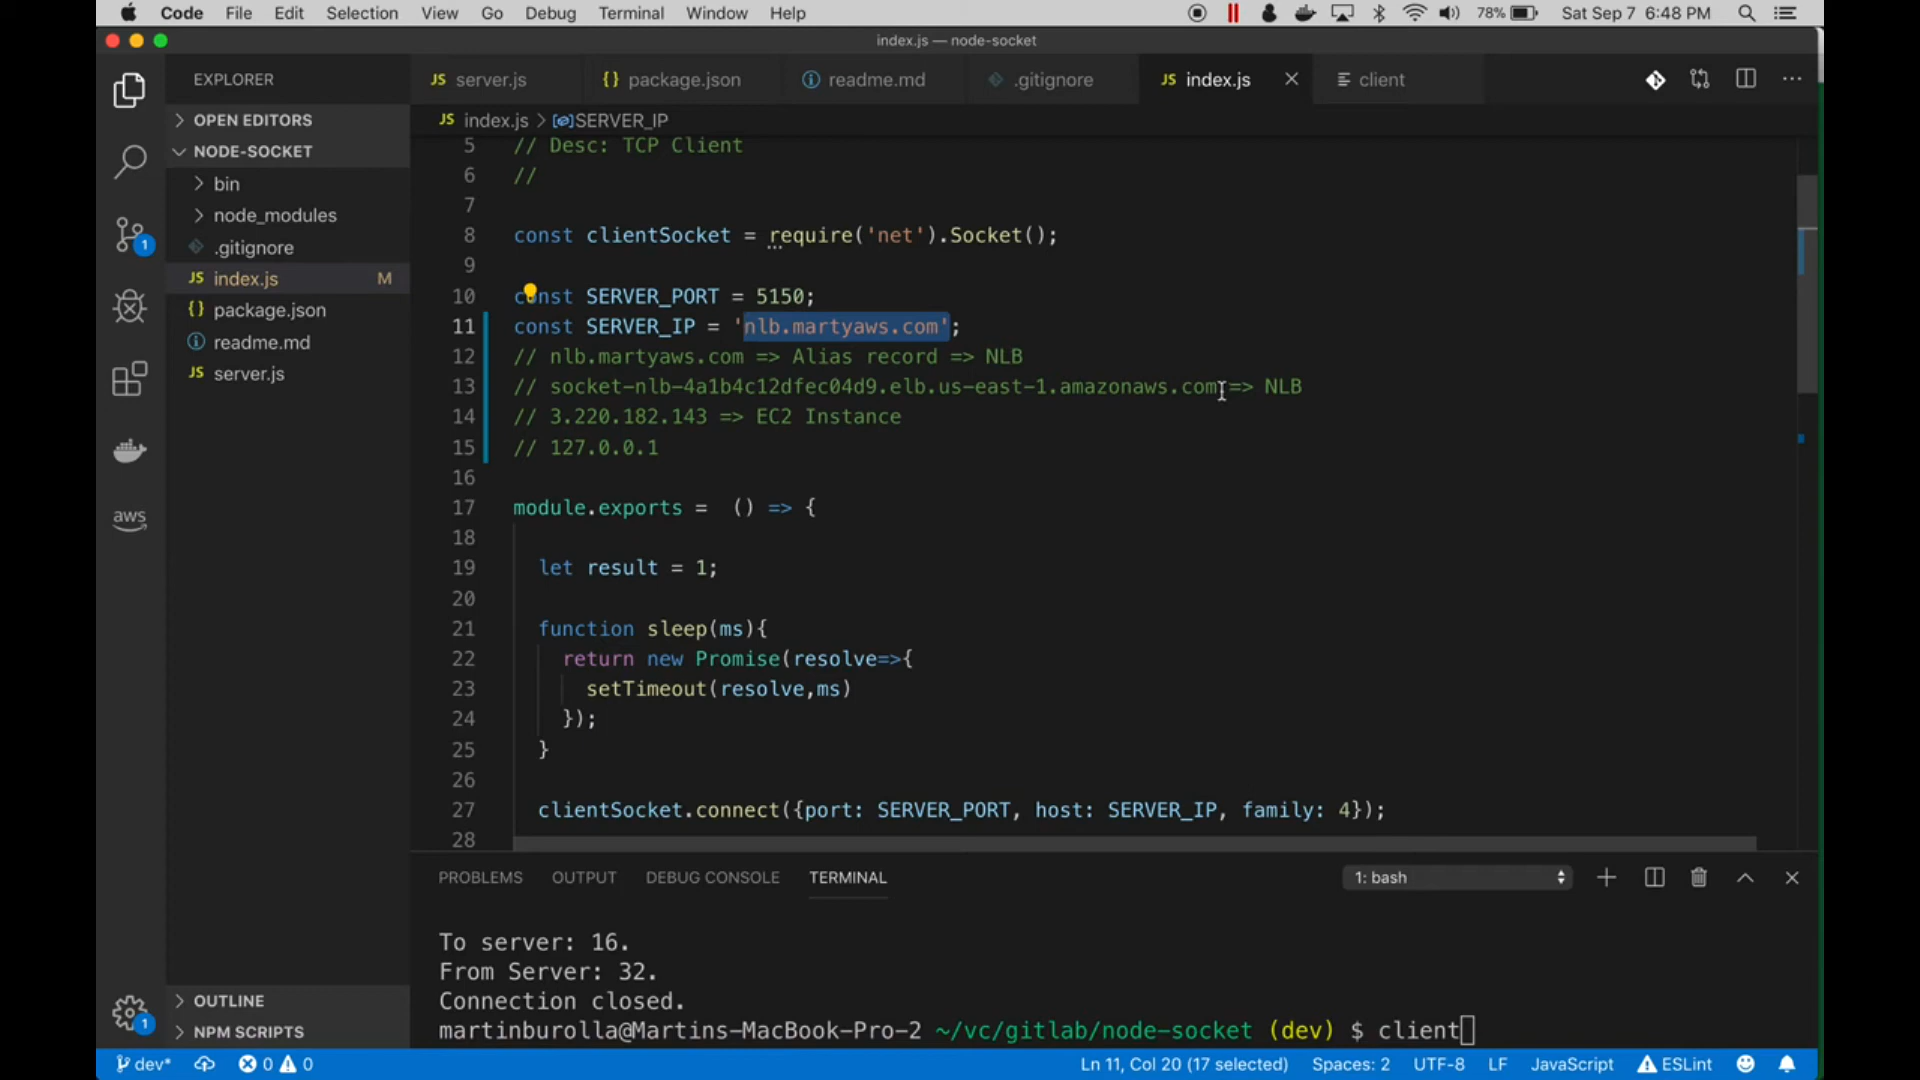 Code File Edit Selection View Go Debug Terminal Window Help 78% Sat Sep 7 6:48 PM
index.js — node-socket
EXPLORER
OPEN EDITORS
NODE-SOCKET
bin
node_modules
.gitignore
JS index.js M
{} package.json
readme.md
JS server.js
aws
OUTLINE
NPM SCRIPTS
1
1
JS server.js {} package.json readme.md .gitignore JS index.js client
JS index.js > SERVER_IP
5 // Desc: TCP Client
6 //
7
8 const clientSocket = require('net').Socket();
9
10 const SERVER_PORT = 5150;
11 const SERVER_IP = 'nlb.martyaws.com';
12 // nlb.martyaws.com => Alias record => NLB
13 // socket-nlb-4a1b4c12dfec04d9.elb.us-east-1.amazonaws.com => NLB
14 // 3.220.182.143 => EC2 Instance
15 // 127.0.0.1
16
17 module.exports =  () => {
18
19 let result = 1;
20
21 function sleep(ms){
22 return new Promise(resolve=>{
23 setTimeout(resolve,ms)
24 });
25 }
26
27 clientSocket.connect({port: SERVER_PORT, host: SERVER_IP, family: 4});
28
PROBLEMS OUTPUT DEBUG CONSOLE TERMINAL 1: bash
To server: 16.
From Server: 32.
Connection closed.
martinburolla@Martins-MacBook-Pro-2 ~/vc/gitlab/node-socket (dev) $ client
dev* 0 0 Ln 11, Col 20 (17 selected) Spaces: 2 UTF-8 LF JavaScript ESLint